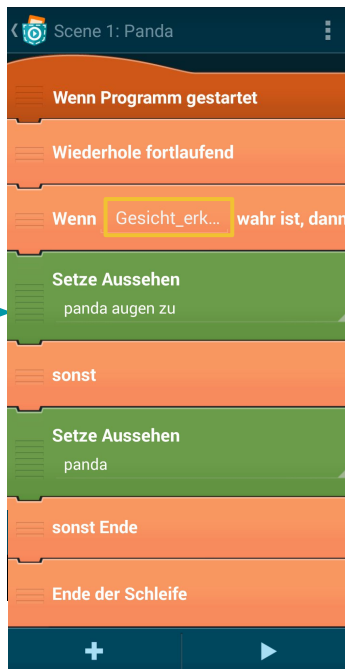 Scene 1: Panda
Wenn Programm gestartet
Wiederhole fortlaufend
Wenn Gesicht_erk... wahr ist, dann
Setze Aussehen
panda augen zu
sonst
Setze Aussehen
panda
sonst Ende
Ende der Schleife